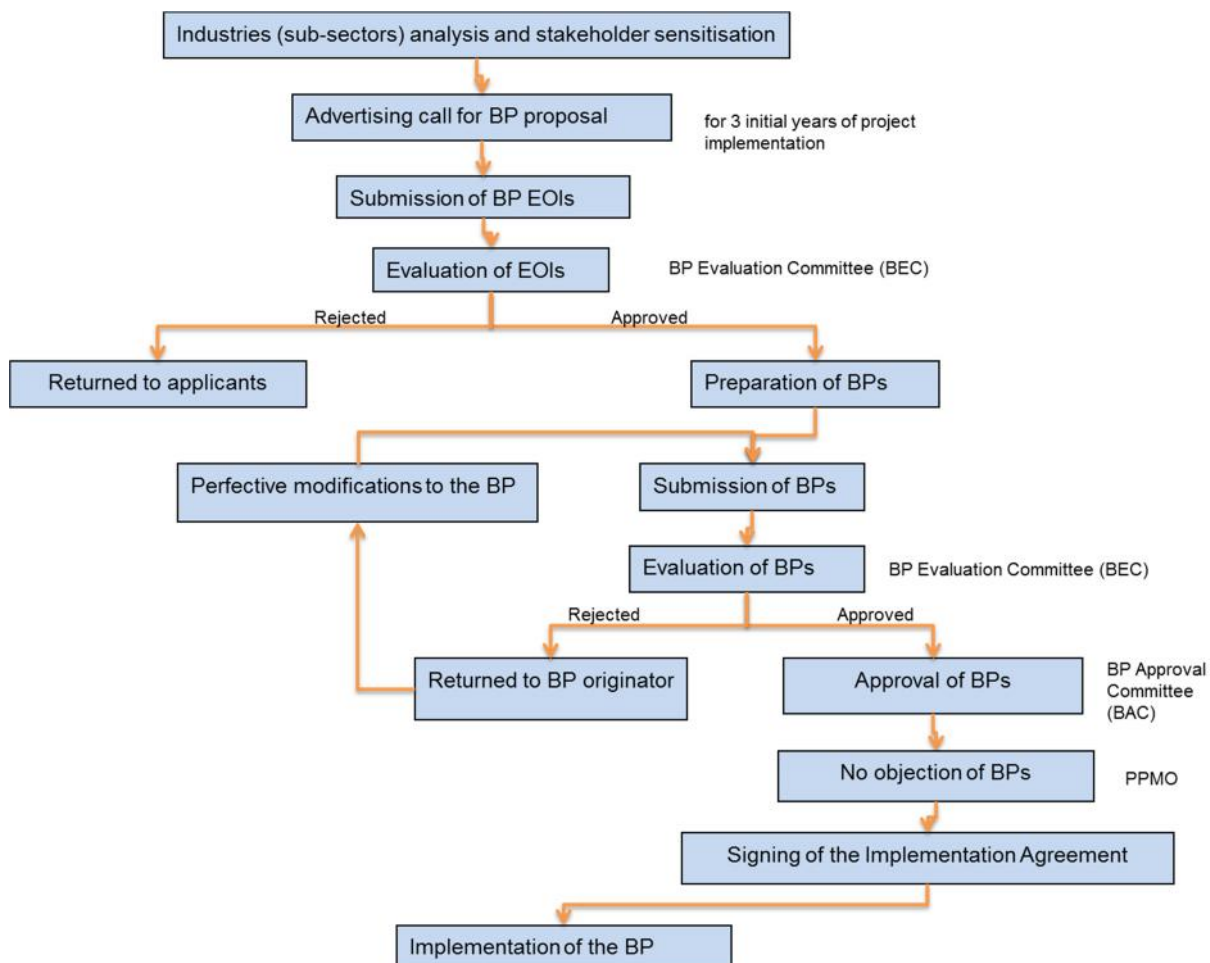 Industries (sub-sectors) analysis and stakeholder sensitisation
Advertising call for BP proposal
for 3 initial years of project
implementation
Submission of BP EOIs
Evaluation of EOIs
BP Evaluation Committee (BEC)
Rejected
Approved
Returned to applicants
Preparation of BPs
Perfective modifications to the BP
Submission of BPs
Evaluation of BPs
BP Evaluation Committee (BEC)
Rejected
Approved
Returned to BP originator
Approval of BPs
BP Approval
Committee
(BAC)
No objection of BPs
PPMO
Signing of the Implementation Agreement
Implementation of the BP